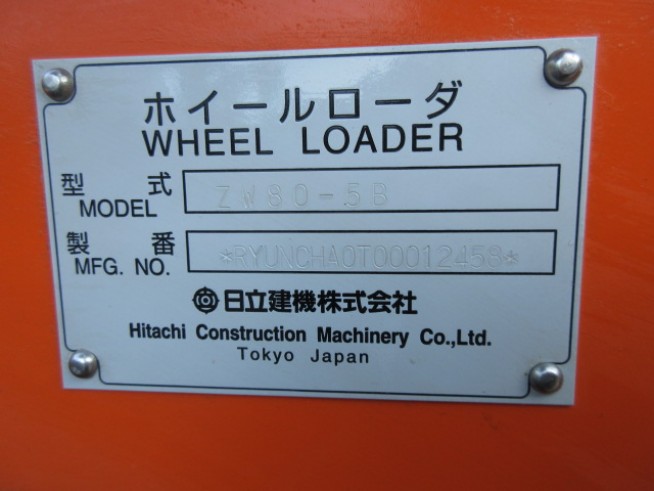 ホイールローダ
WHEEL LOADER
型式 ZW80-5B
MODEL
製番 *RYUNCHA0T00012458*
MFG. NO.
日立建機株式会社
Hitachi Construction Machinery Co.,Ltd.
Tokyo Japan